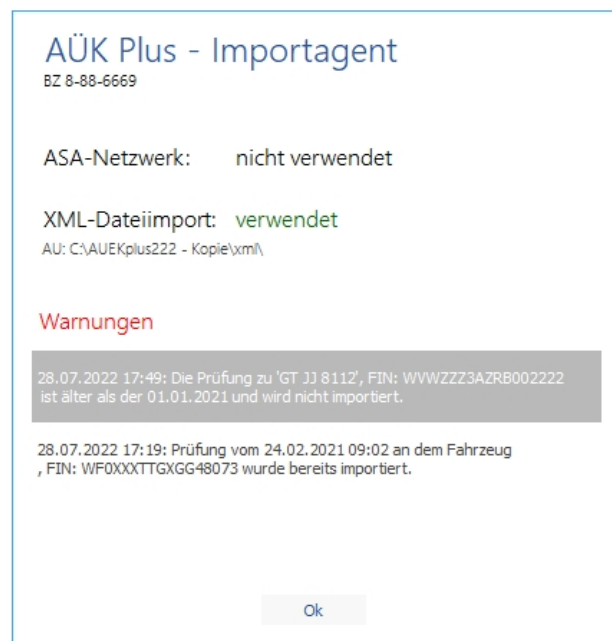 AÜK Plus - Importagent
BZ 8-88-6669
ASA-Netzwerk: nicht verwendet
XML-Dateiimport: verwendet
AU: C:\AUEKplus222 - Kopie\xml\
Warnungen
28.07.2022 17:49: Die Prüfung zu 'GT JJ 8112', FIN: WVWZZZ3AZRB002222
ist älter als der 01.01.2021 und wird nicht importiert.
28.07.2022 17:19: Prüfung vom 24.02.2021 09:02 an dem Fahrzeug
, FIN: WF0XXXTTGXGG48073 wurde bereits importiert.
Ok